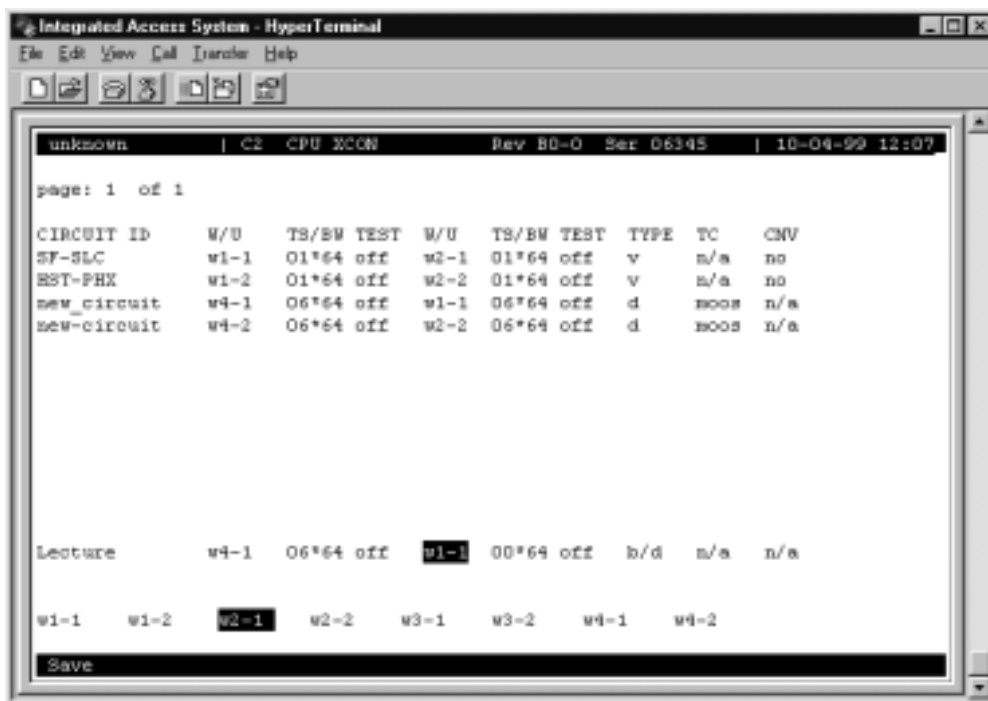 Integrated Access System - HyperTerminal
File Edit View Call Transfer Help
unknown | C2 CPU XCON Rev B0-0 Ser 06345 | 10-04-99 12:07
page: 1 of 1
CIRCUIT ID W/U TS/BW TEST W/U TS/BW TEST TYPE TC CNV
SF-SLC w1-1 01*64 off w2-1 01*64 off v n/a no
HST-PHX w1-2 01*64 off w2-2 01*64 off v n/a no
new_circuit w4-1 06*64 off w1-1 06*64 off d moos n/a
new-circuit w4-2 06*64 off w2-2 06*64 off d moos n/a
Lecture w4-1 06*64 off w1-1 00*64 off b/d n/a n/a
w1-1 w1-2 w2-1 w2-2 w3-1 w3-2 w4-1 w4-2
Save